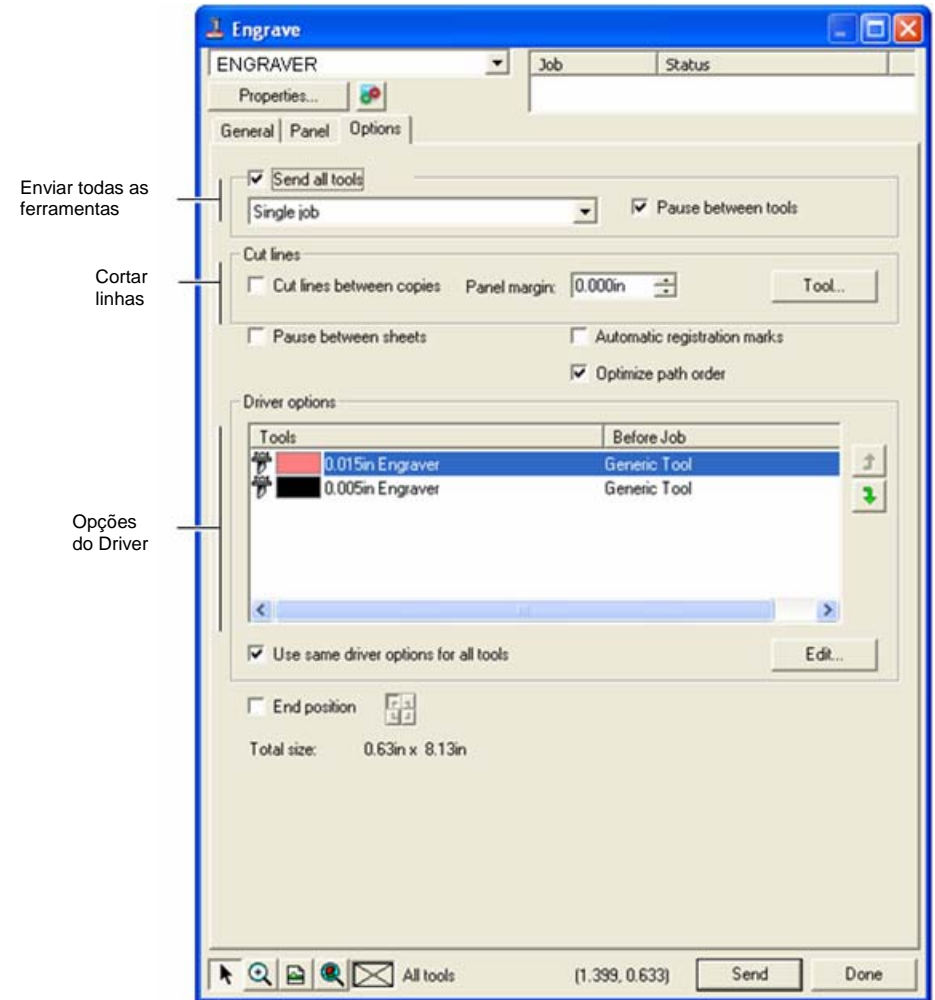 Engrave
ENGRAVER
Job Status
Properties...
General Panel Options
Enviar todas as
ferramentas
Send all tools
Single job
Pause between tools
Cortar
linhas
Cut lines
Cut lines between copies Panel margin: 0.000in Tool...
Pause between sheets Automatic registration marks
Optimize path order
Opções
do Driver
Driver options
Tools Before Job
0.015in Engraver Generic Tool
0.005in Engraver Generic Tool
Use same driver options for all tools Edit...
End position
Total size: 0.63in x 8.13in
All tools (1.399, 0.633) Send Done